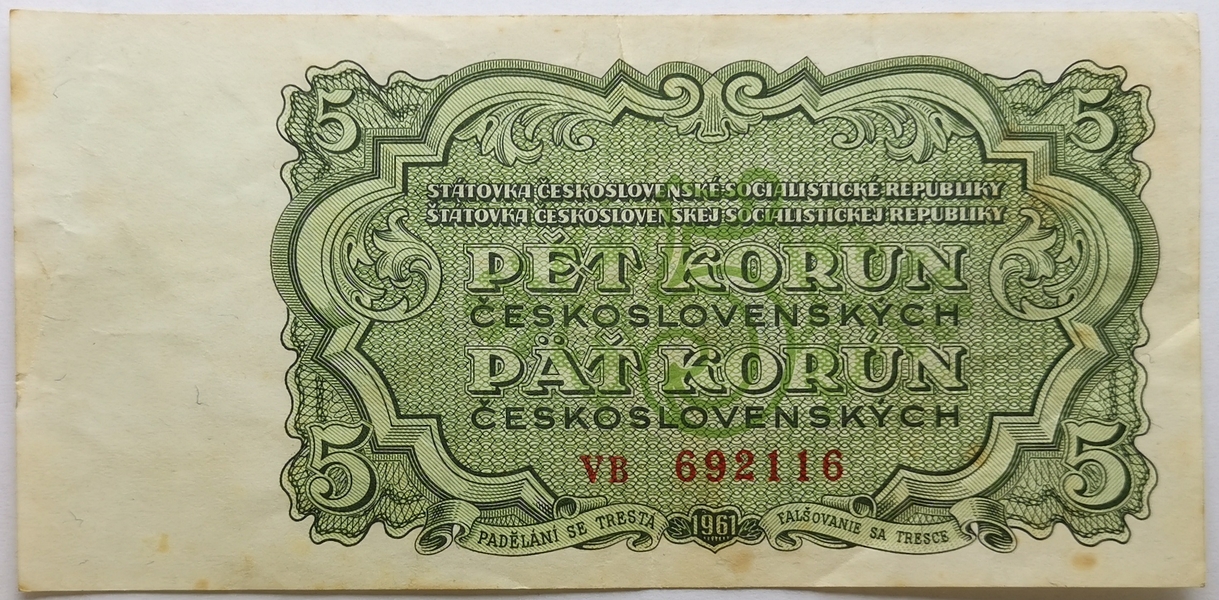 5 5
STÁTOVKA ČESKOSLOVENSKÉ SOCIALISTICKÉ REPUBLIKY
ŠTÁTOVKA ČESKOSLOVENSKEJ SOCIALISTICKEJ REPUBLIKY
PĚT KORUN
ČESKOSLOVENSKÝCH
PÄŤ KORÚN
ČESKOSLOVENSKÝCH
5 5
VB 692116
PADĚLÁNÍ SE TRESTÁ 1961 FALŠOVANIE SA TRESCE